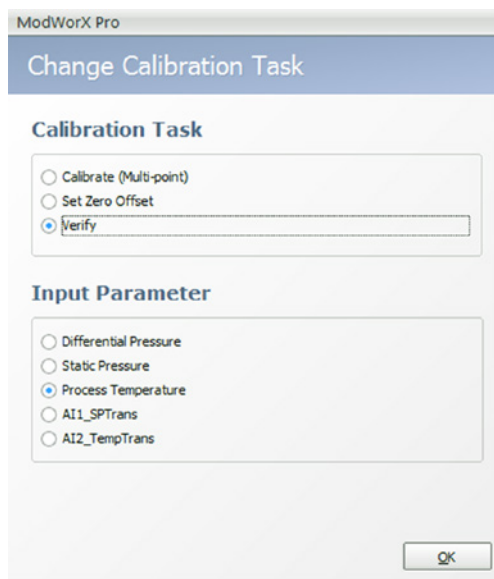 ModWorX Pro
Change Calibration Task
Calibration Task
Calibrate (Multi-point)
Set Zero Offset
Verify
Input Parameter
Differential Pressure
Static Pressure
Process Temperature
AI1_SPTrans
AI2_TempTrans
OK